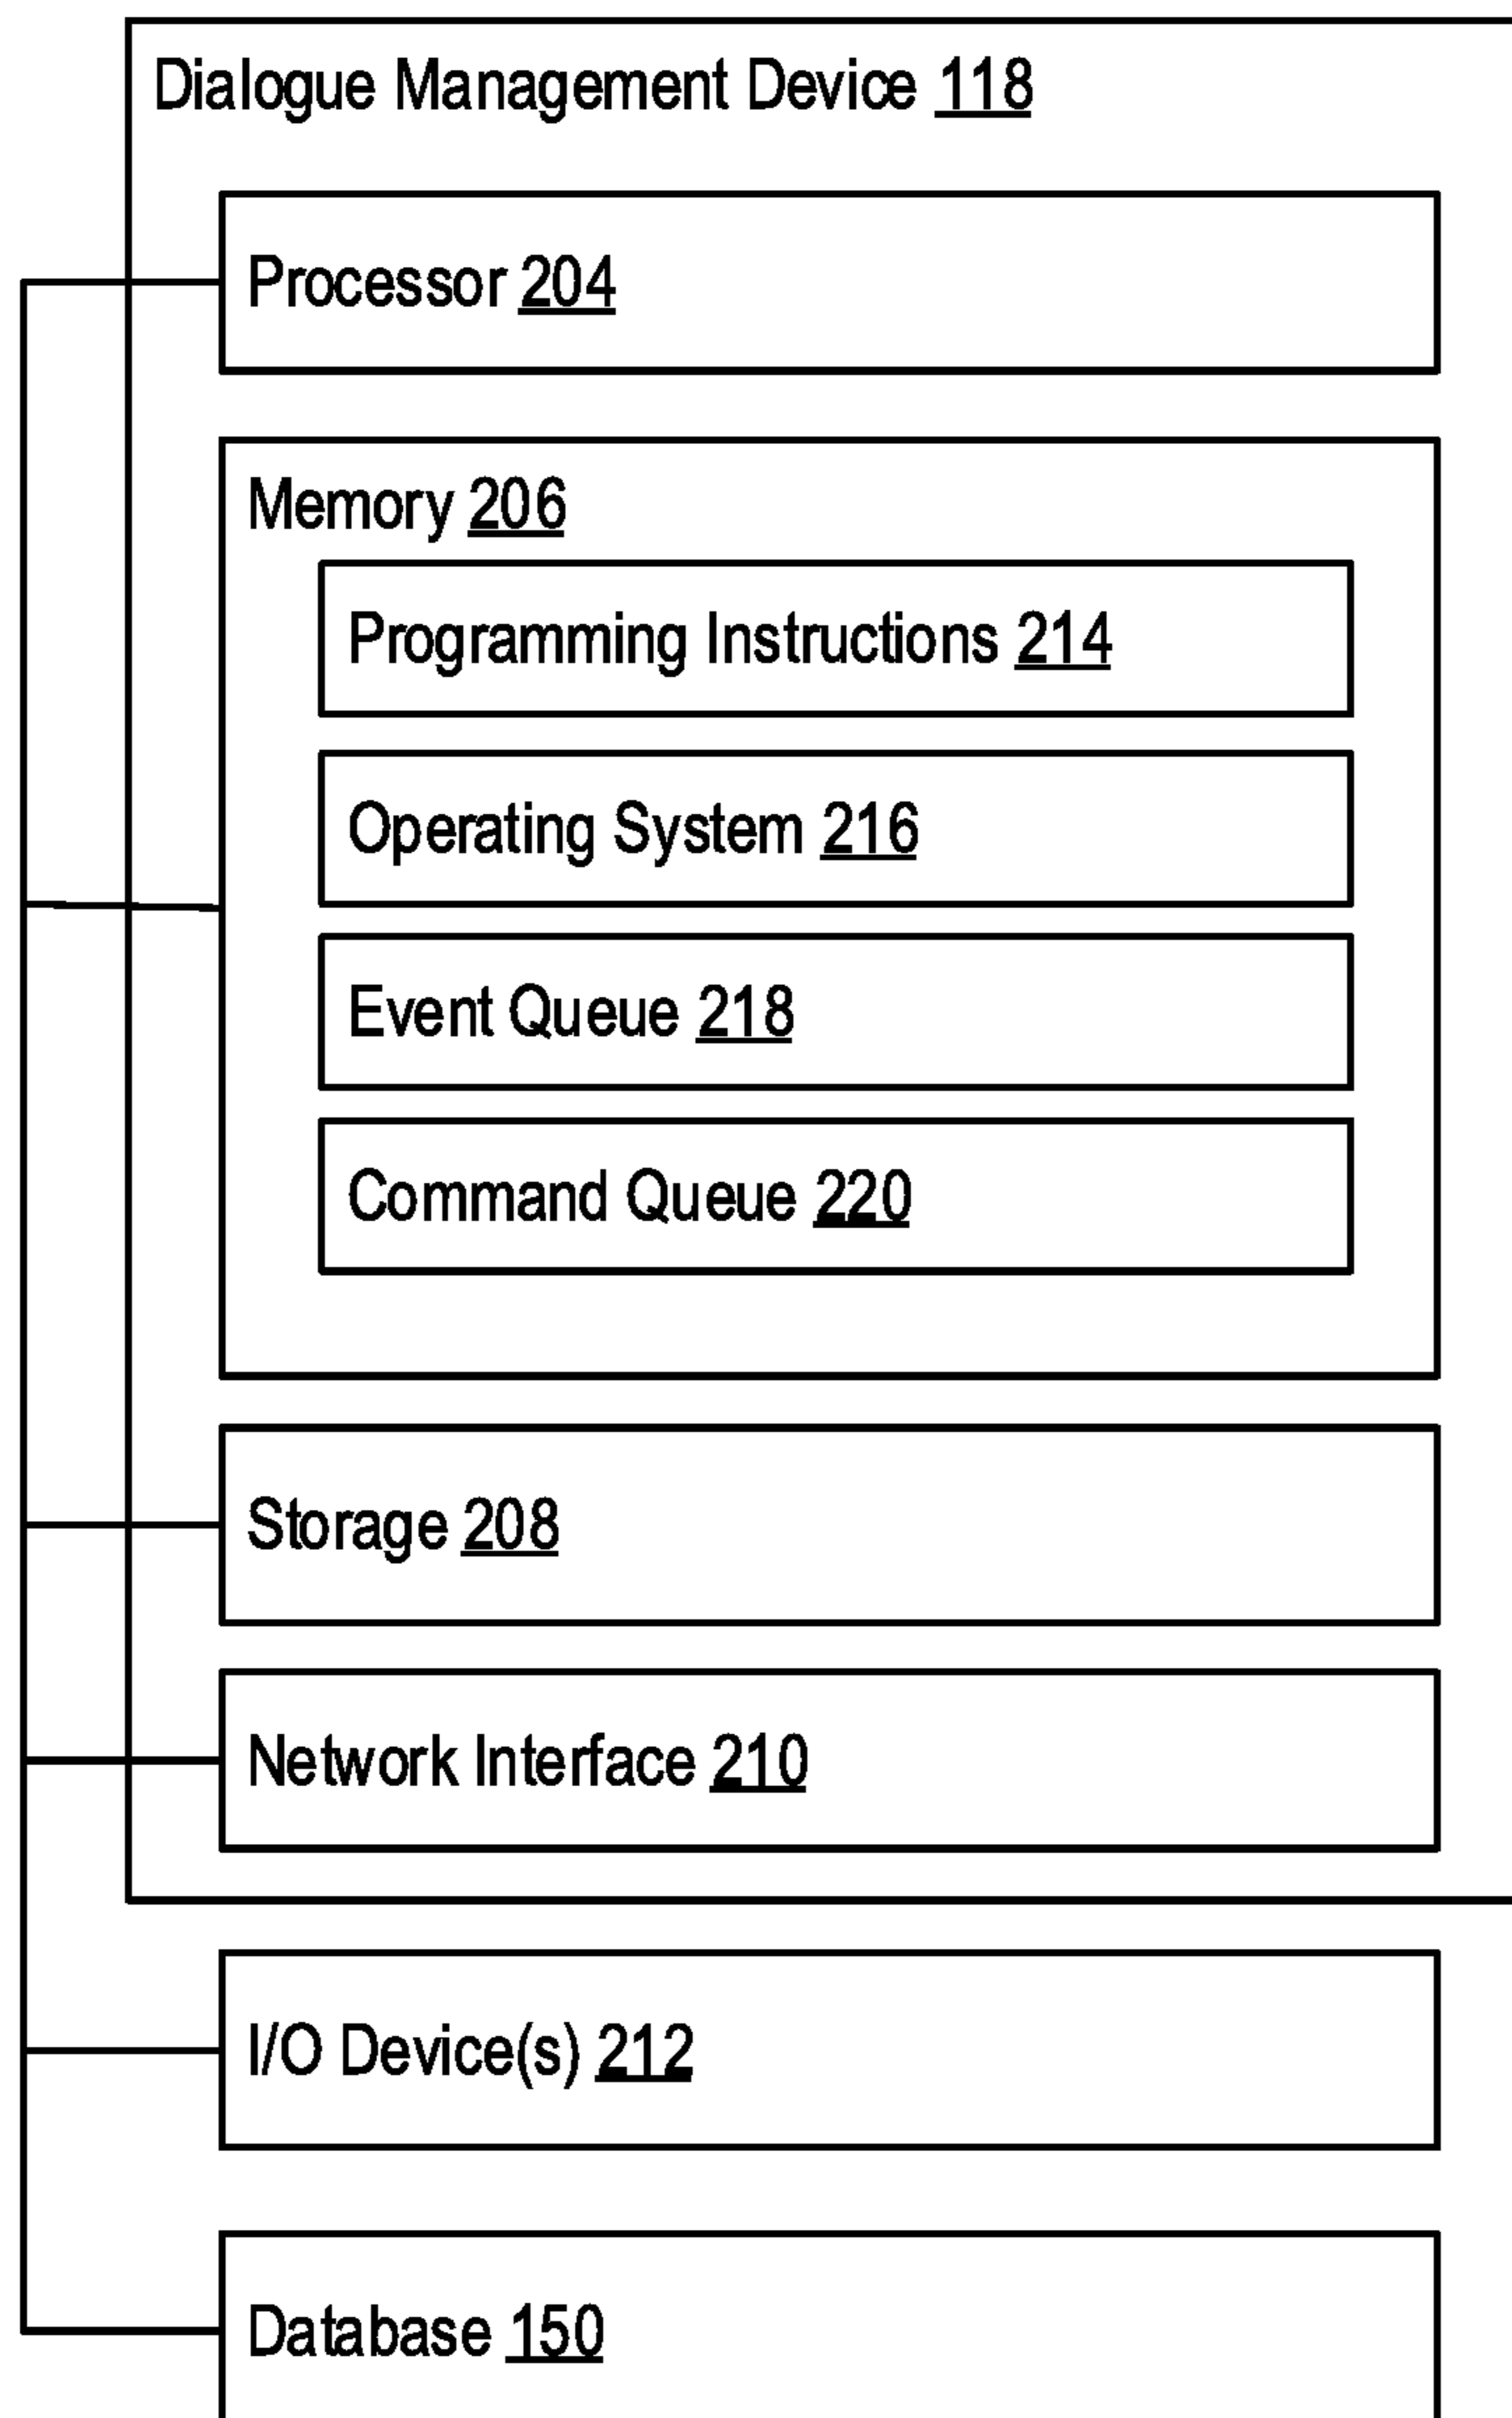 Dialogue Management Device 118
Processor 204
Memory 206
Programming Instructions 214
Operating System 216
Event Queue 218
Command Queue 220
Storage 208
Network Interface 210
I/O Device(s) 212
Database 150